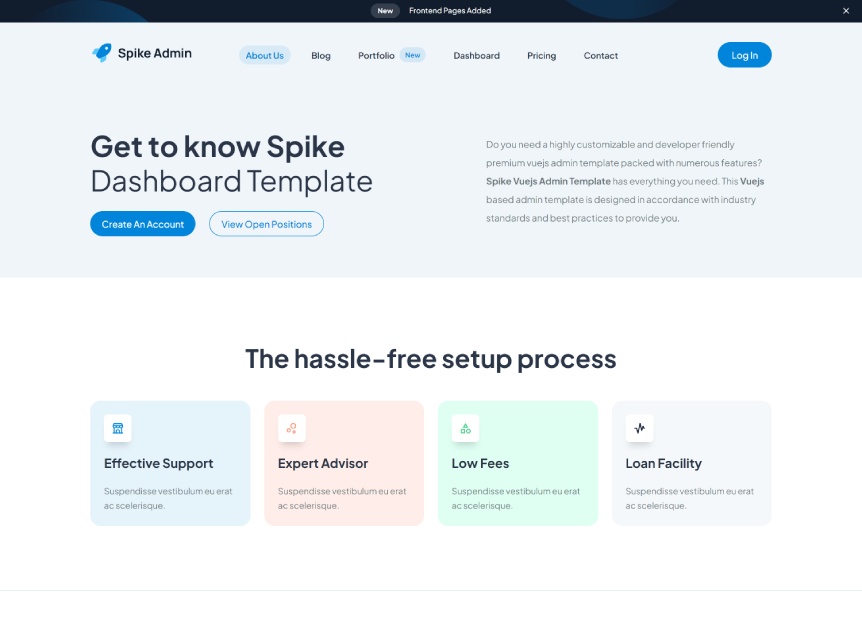 New Frontend Pages Added
Spike Admin About Us Blog Portfolio New Dashboard Pricing Contact Log In
Get to know Spike
Dashboard Template
Create An Account View Open Positions
Do you need a highly customizable and developer friendly
premium vuejs admin template packed with numerous features?
Spike Vuejs Admin Template has everything you need. This Vuejs
based admin template is designed in accordance with industry
standards and best practices to provide you.
The hassle-free setup process
Effective Support
Suspendisse vestibulum eu erat
ac scelerisque.
Expert Advisor
Suspendisse vestibulum eu erat
ac scelerisque.
Low Fees
Suspendisse vestibulum eu erat
ac scelerisque.
Loan Facility
Suspendisse vestibulum eu erat
ac scelerisque.